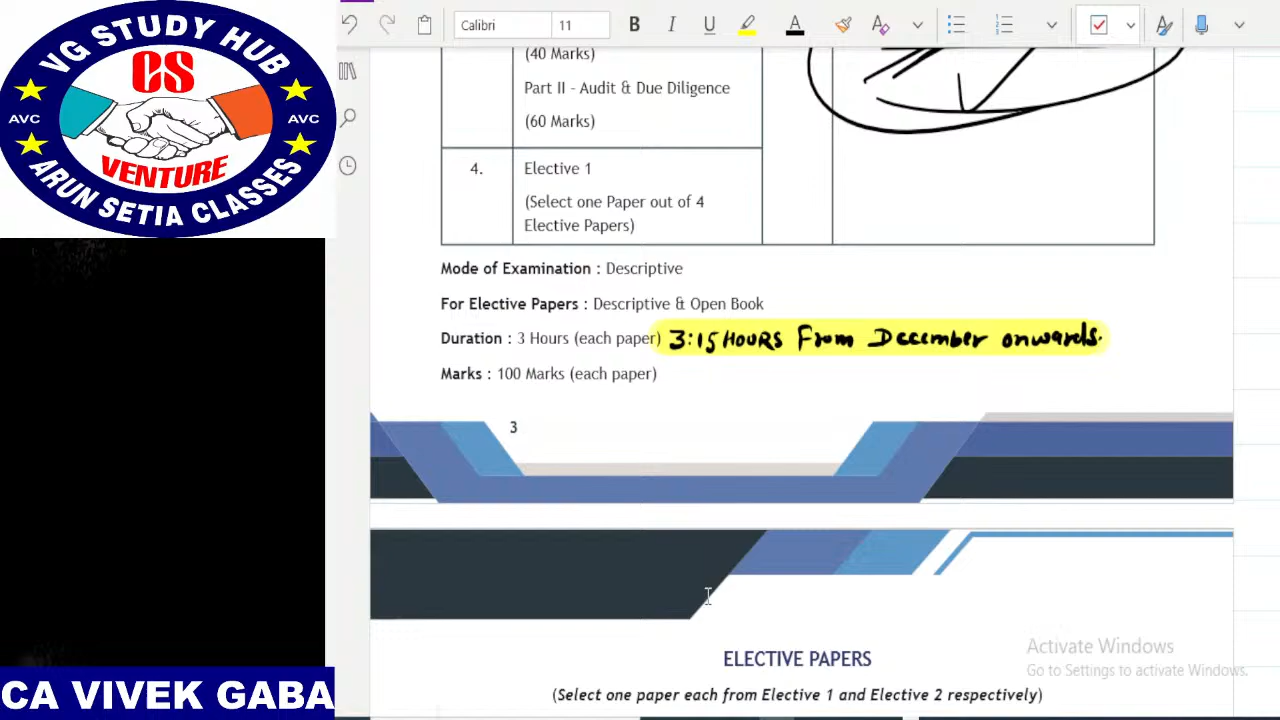 VG STUDY HUB
CS
AVC
AVC
VENTURE
ARUN SETIA CLASSES
CA VIVEK GABA
Calibri
11
B
I
U
A
A
(40 Marks)
Part II - Audit & Due Diligence
(60 Marks)
4.
Elective 1
(Select one Paper out of 4
Elective Papers)
Mode of Examination : Descriptive
For Elective Papers : Descriptive & Open Book
Duration : 3 Hours (each paper) 3:15 HOURS From December onwards.
Marks : 100 Marks (each paper)
3
ELECTIVE PAPERS
(Select one paper each from Elective 1 and Elective 2 respectively)
Activate Windows
Go to Settings to activate Windows.